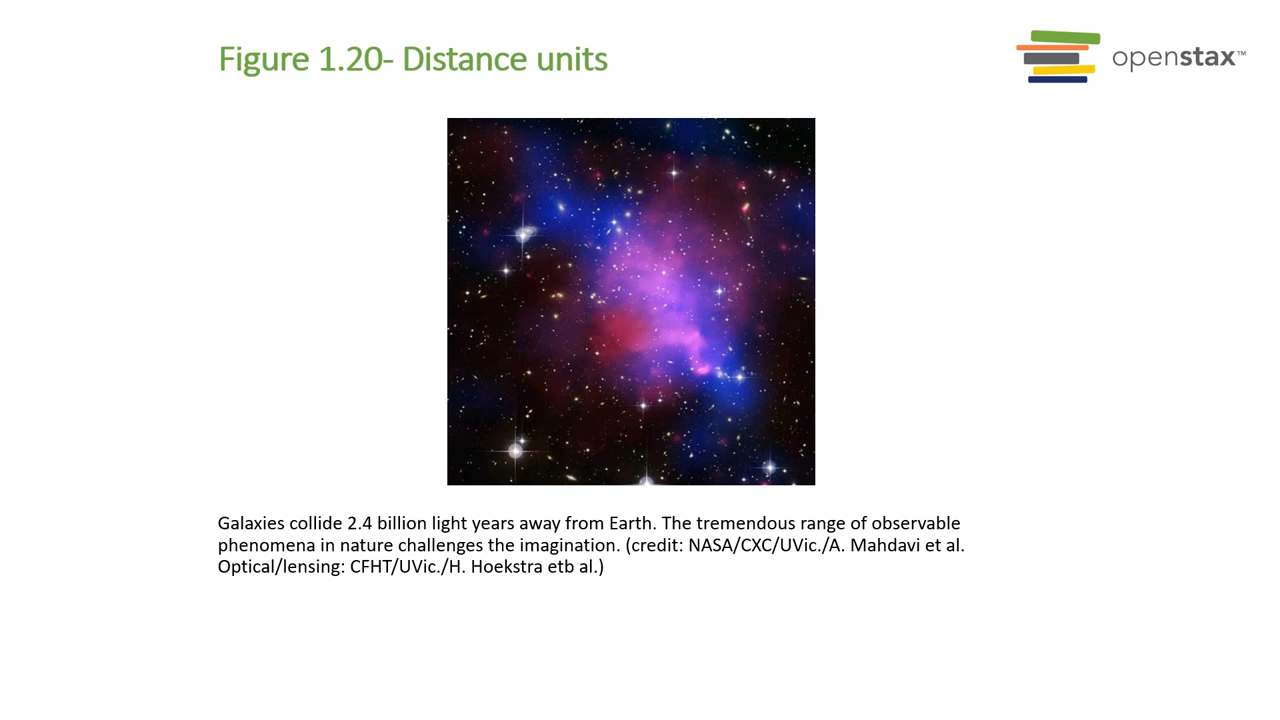 Figure 1.20- Distance units
openstax™
Galaxies collide 2.4 billion light years away from Earth. The tremendous range of observable
phenomena in nature challenges the imagination. (credit: NASA/CXC/UVic./A. Mahdavi et al.
Optical/lensing: CFHT/UVic./H. Hoekstra etb al.)